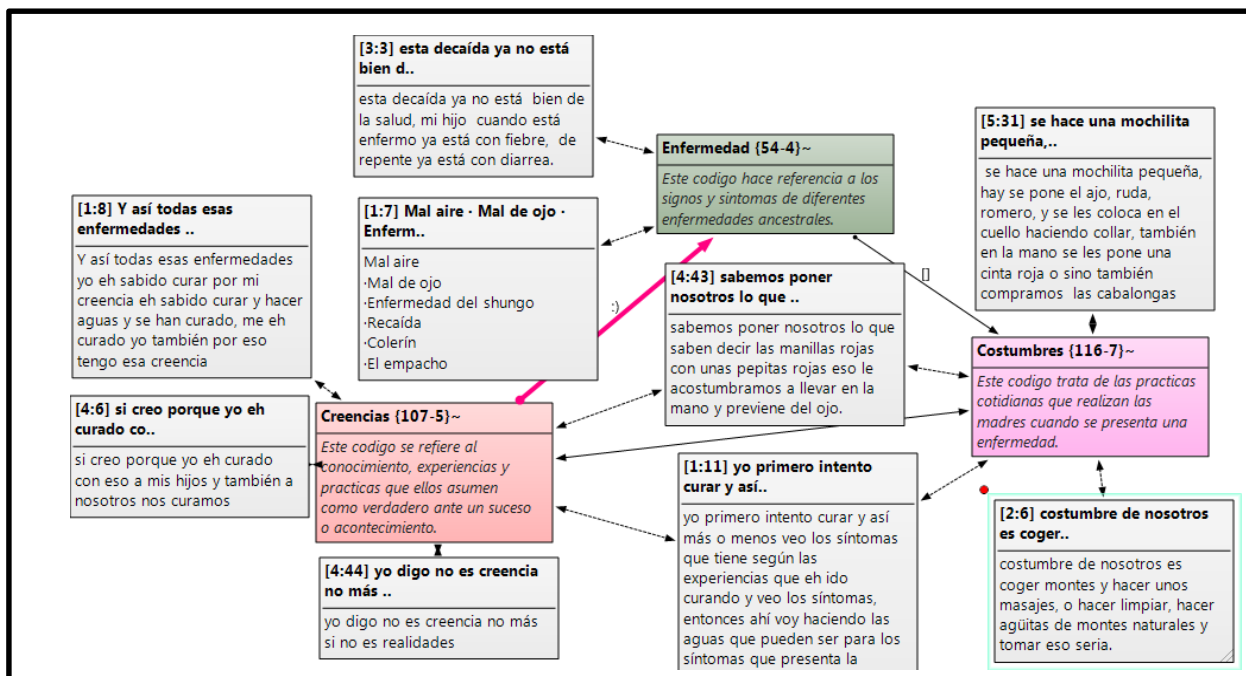 [3:3] esta decaída ya no está
bien d..
esta decaída ya no está  bien de
la salud, mi hijo  cuando está
enfermo ya está con fiebre,  de
repente ya está con diarrea.
Enfermedad {54-4}~
Este codigo hace referencia a los
signos y sintomas de diferentes
enfermedades ancestrales.
[5:31] se hace una mochilita
pequeña,..
se hace una mochilita pequeña,
hay se pone el ajo, ruda,
romero, y se les coloca en el
cuello haciendo collar, también
en la mano se les pone una
cinta roja o sino también
compramos  las cabalongas
[1:8] Y así todas esas
enfermedades ..
Y así todas esas enfermedades
yo eh sabido curar por mi
creencia eh sabido curar y hacer
aguas y se han curado, me eh
curado yo también por eso
tengo esa creencia
[1:7] Mal aire · Mal de ojo ·
Enferm..
Mal aire
·Mal de ojo
·Enfermedad del shungo
·Recaída
·Colerín
·El empacho
:)
[]
[4:43] sabemos poner
nosotros lo que ..
sabemos poner nosotros lo que
saben decir las manillas rojas
con unas pepitas rojas eso le
acostumbramos a llevar en la
mano y previene del ojo.
Costumbres {116-7}~
Este codigo trata de las practicas
cotidianas que realizan las
madres cuando se presenta una
enfermedad.
[4:6] si creo porque yo eh
curado co..
si creo porque yo eh curado
con eso a mis hijos y también a
nosotros nos curamos
Creencias {107-5}~
Este codigo se refiere al
conocimiento, experiencias y
practicas que ellos asumen
como verdadero ante un suceso
o acontecimiento.
[1:11] yo primero intento
curar y así..
yo primero intento curar y así
más o menos veo los síntomas
que tiene según las
experiencias que eh ido
curando y veo los síntomas,
entonces ahí voy haciendo las
aguas que pueden ser para los
síntomas que presenta la
[2:6] costumbre de nosotros
es coger..
costumbre de nosotros es
coger montes y hacer unos
masajes, o hacer limpiar, hacer
agüitas de montes naturales y
tomar eso seria.
[4:44] yo digo no es creencia
no más ..
yo digo no es creencia no más
si no es realidades